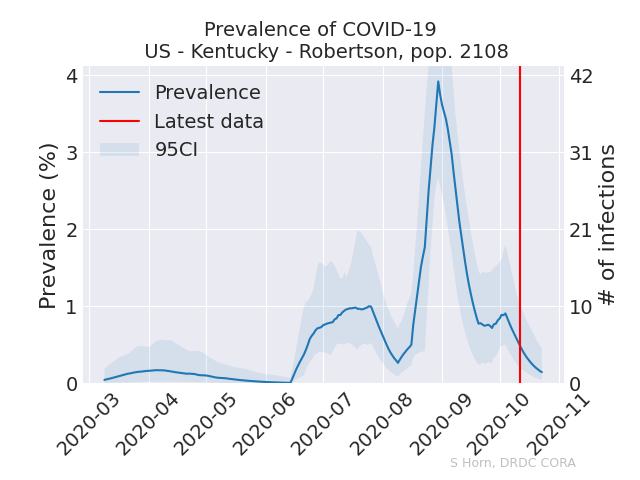 Prevalence of COVID-19
US - Kentucky - Robertson, pop. 2108
Prevalence (%)
4
3
2
1
0
Prevalence
Latest data
95CI
42
31
21
10
0
# of infections
2020-03
2020-04
2020-05
2020-06
2020-07
2020-08
2020-09
2020-10
2020-11
S Horn, DRDC CORA